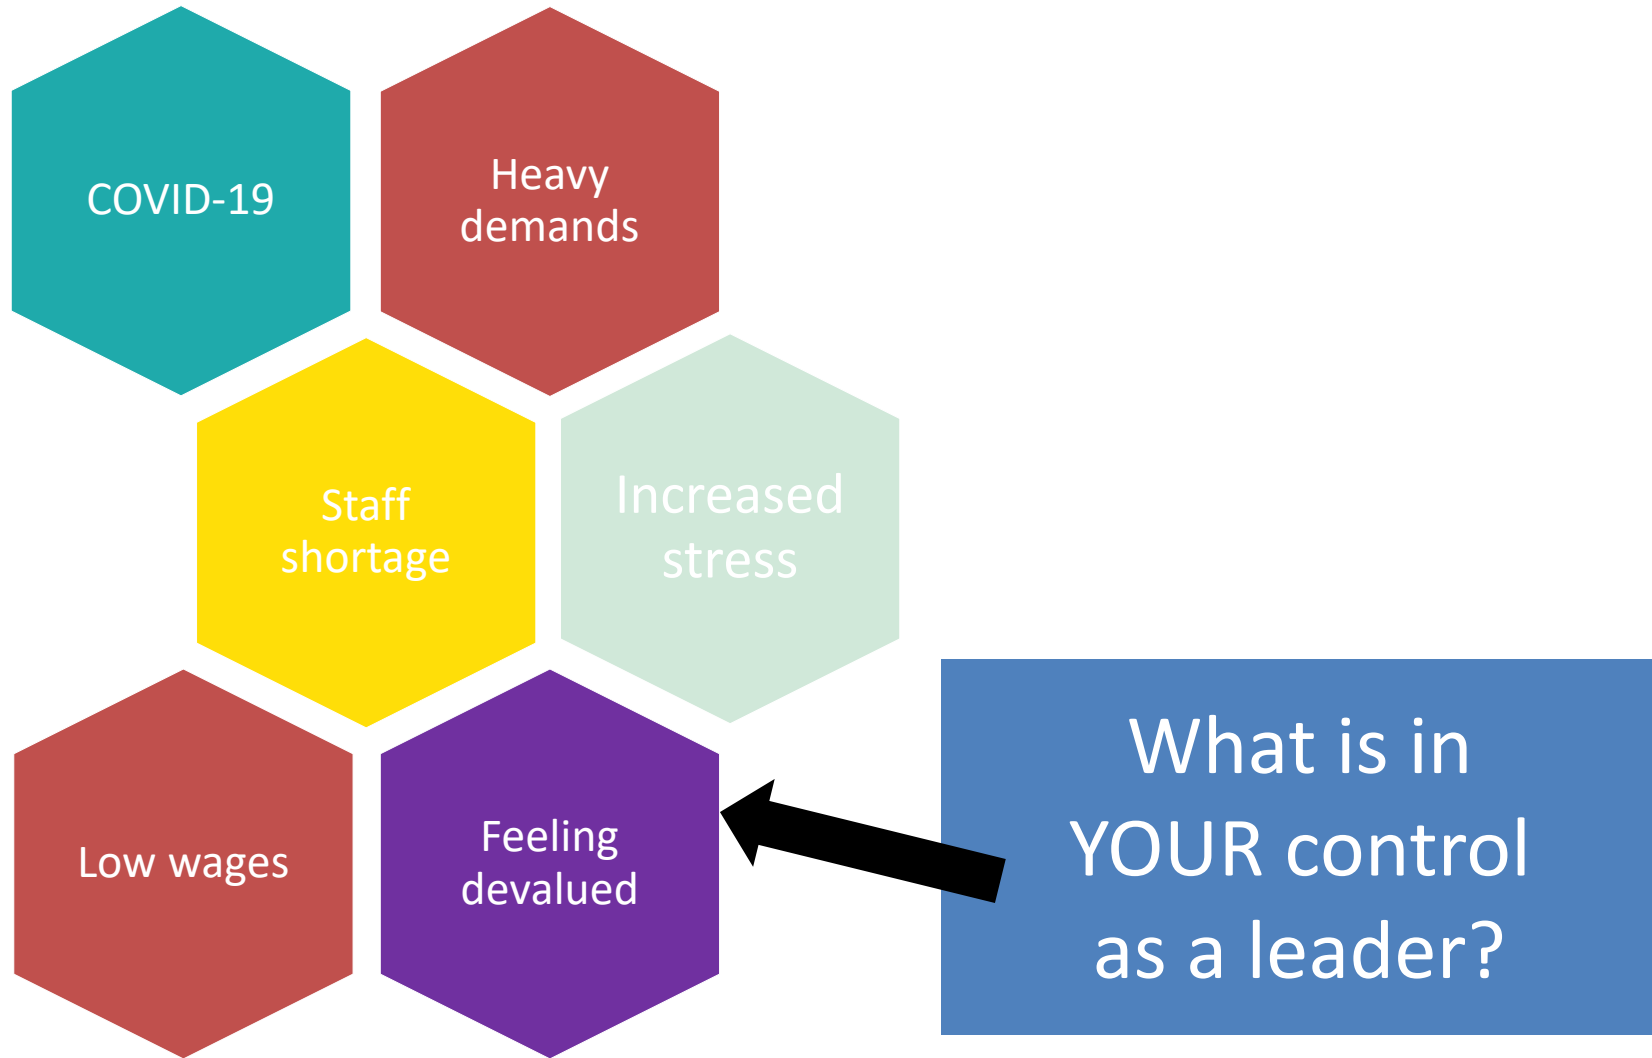 COVID-19
Heavy
demands
Staff
shortage
Increased
stress
Low wages
Feeling
devalued
What is in
YOUR control
as a leader?